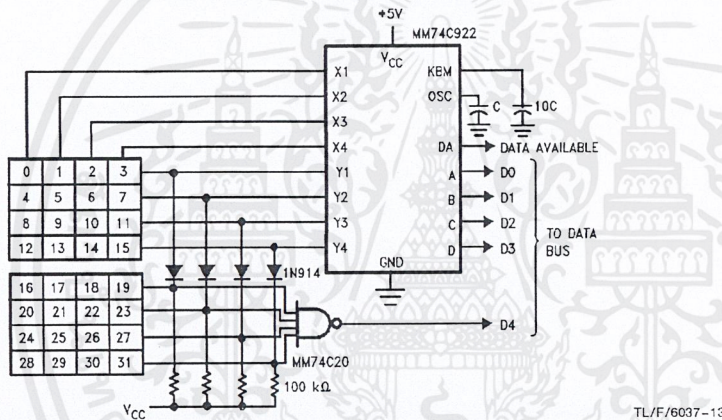 +5V
MM74C922
VCC
X1
KBM
X2
OSC
C
10C
X3
X4
DA
DATA AVAILABLE
0 1 2 3
Y1
A
D0
4 5 6 7
Y2
B
D1
8 9 10 11
Y3
C
D2
TO DATA
BUS
12 13 14 15
Y4
D
D3
GND
1N914
16 17 18 19
20 21 22 23
D4
24 25 26 27
28 29 30 31
MM74C20
100 kΩ
VCC
TL/F/6037-13